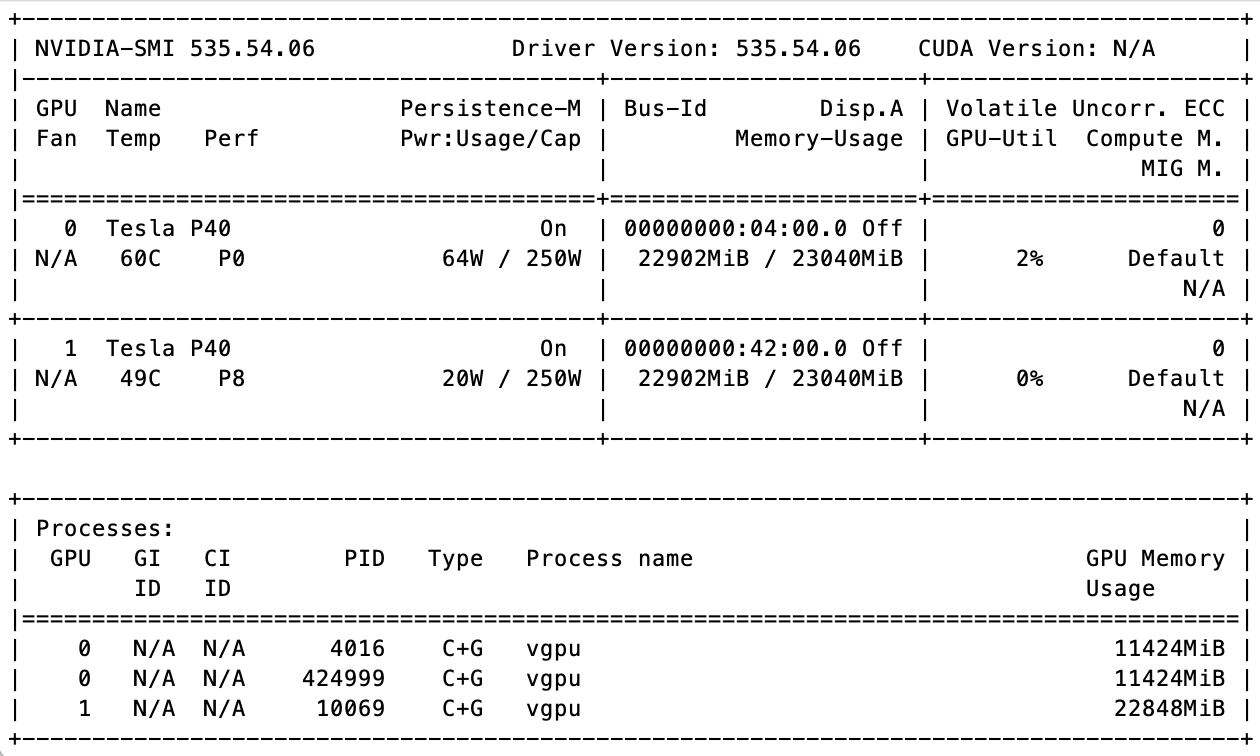 +---------------------------------------------------------------------------------------+
| NVIDIA-SMI 535.54.06              Driver Version: 535.54.06    CUDA Version: N/A      |
|-----------------------------------------+----------------------+----------------------+
| GPU  Name                 Persistence-M | Bus-Id        Disp.A | Volatile Uncorr. ECC |
| Fan  Temp   Perf          Pwr:Usage/Cap |         Memory-Usage | GPU-Util  Compute M. |
|                                         |                      |               MIG M. |
|=========================================+======================+======================|
|   0  Tesla P40                      On  | 00000000:04:00.0 Off |                    0 |
| N/A   60C    P0              64W / 250W |  22902MiB / 23040MiB |      2%      Default |
|                                         |                      |                  N/A |
+-----------------------------------------+----------------------+----------------------+
|   1  Tesla P40                      On  | 00000000:42:00.0 Off |                    0 |
| N/A   49C    P8              20W / 250W |  22902MiB / 23040MiB |      0%      Default |
|                                         |                      |                  N/A |
+-----------------------------------------+----------------------+----------------------+

+---------------------------------------------------------------------------------------+
| Processes:                                                                            |
|  GPU   GI   CI        PID   Type   Process name                            GPU Memory |
|        ID   ID                                                             Usage      |
|=======================================================================================|
|    0   N/A  N/A      4016    C+G   vgpu                                      11424MiB |
|    0   N/A  N/A    424999    C+G   vgpu                                      11424MiB |
|    1   N/A  N/A     10069    C+G   vgpu                                      22848MiB |
+---------------------------------------------------------------------------------------+